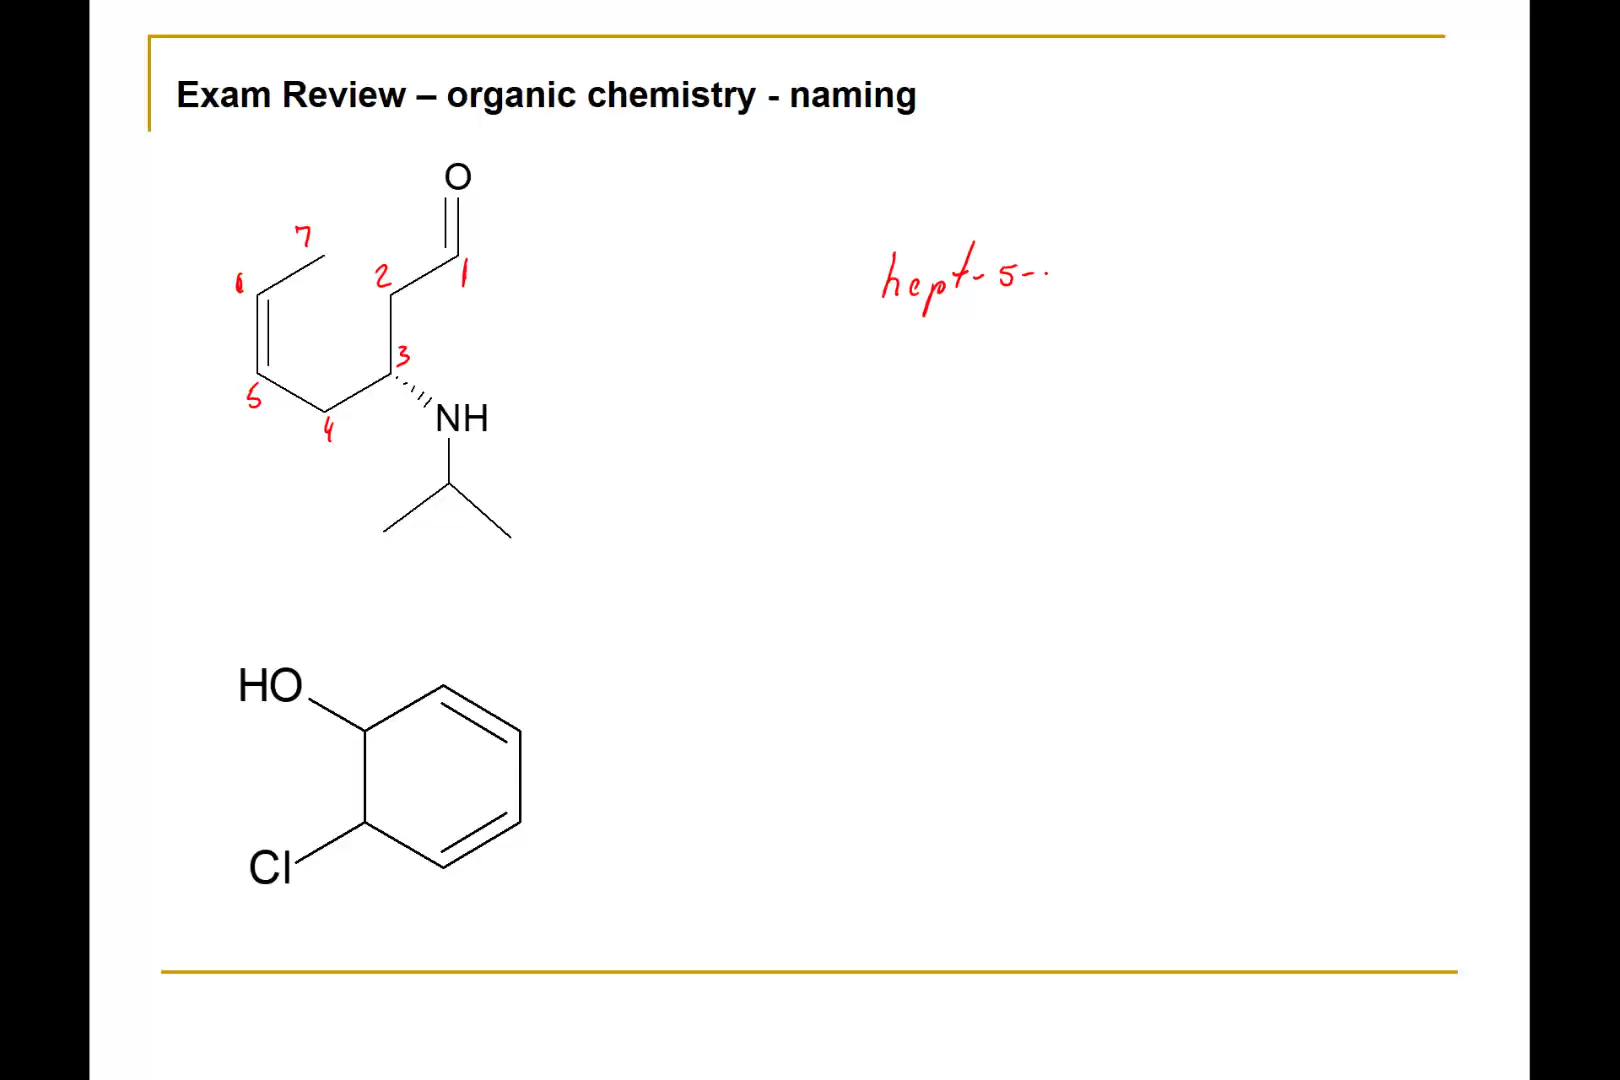 Exam Review – organic chemistry - naming
O
7
6
2
1
hept-5-.
3
5
4
NH
HO
Cl